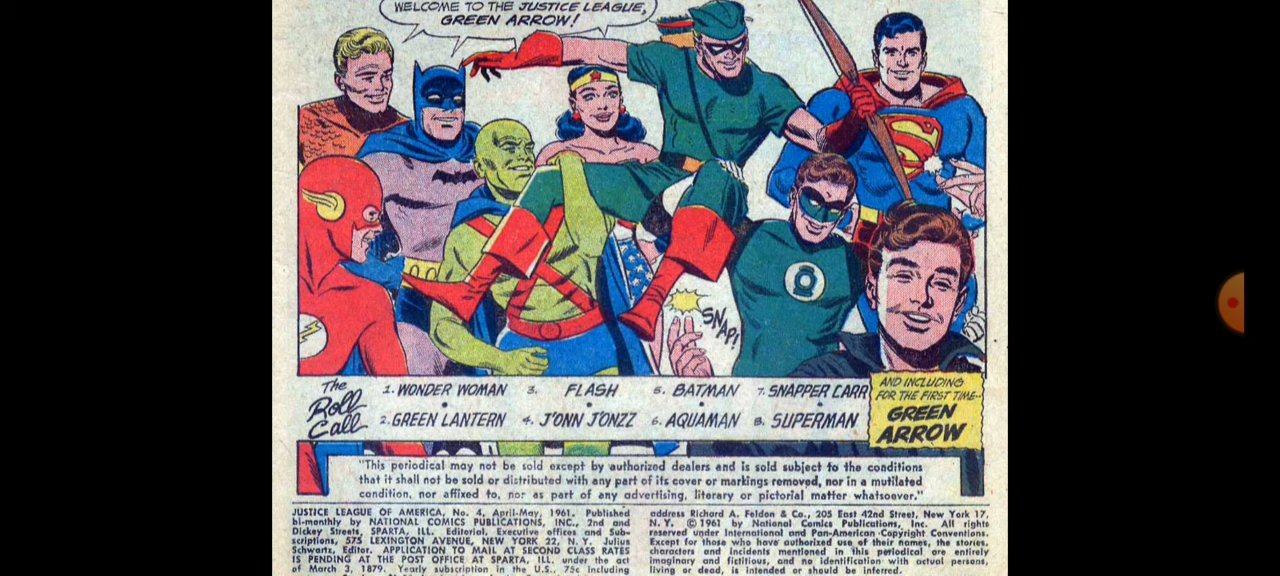 WELCOME TO THE JUSTICE LEAGUE,
GREEN ARROW!
SNAP!
The Roll Call
1. WONDER WOMAN 3. FLASH 5. BATMAN 7. SNAPPER CARR
2. GREEN LANTERN 4. J'ONN J'ONZZ 6. AQUAMAN 8. SUPERMAN
AND INCLUDING
FOR THE FIRST TIME--
GREEN
ARROW
"This periodical may not be sold except by authorized dealers and is sold subject to the conditions
that it shall not be sold or distributed with any part of its cover or markings removed, nor in a mutilated
condition, nor affixed to, nor as part of any advertising, literary or pictorial matter whatsoever."
JUSTICE LEAGUE OF AMERICA, No. 4, April-May, 1961. Published
bi-monthly by NATIONAL COMICS PUBLICATIONS, INC., 2nd and
Dickey Streets, SPARTA, ILL. Editorial, Executive offices and Sub-
scriptions, 575 LEXINGTON AVENUE, NEW YORK 22, N. Y. Julius
Schwartz, Editor. APPLICATION TO MAIL AT SECOND CLASS RATES
IS PENDING AT THE POST OFFICE AT SPARTA, ILL. under the act
of March 3, 1879. Yearly subscription in the U.S., 75c including
address Richard A. Feldon & Co., 205 East 42nd Street, New York 17,
N. Y. © 1961 by National Comics Publications, Inc. All rights
reserved under International and Pan-American Copyright Conventions.
Except for those who have authorized use of their names, the stories,
characters and incidents mentioned in this periodical are entirely
imaginary and fictitious, and no identification with actual persons,
living or dead, is intended or should be inferred.